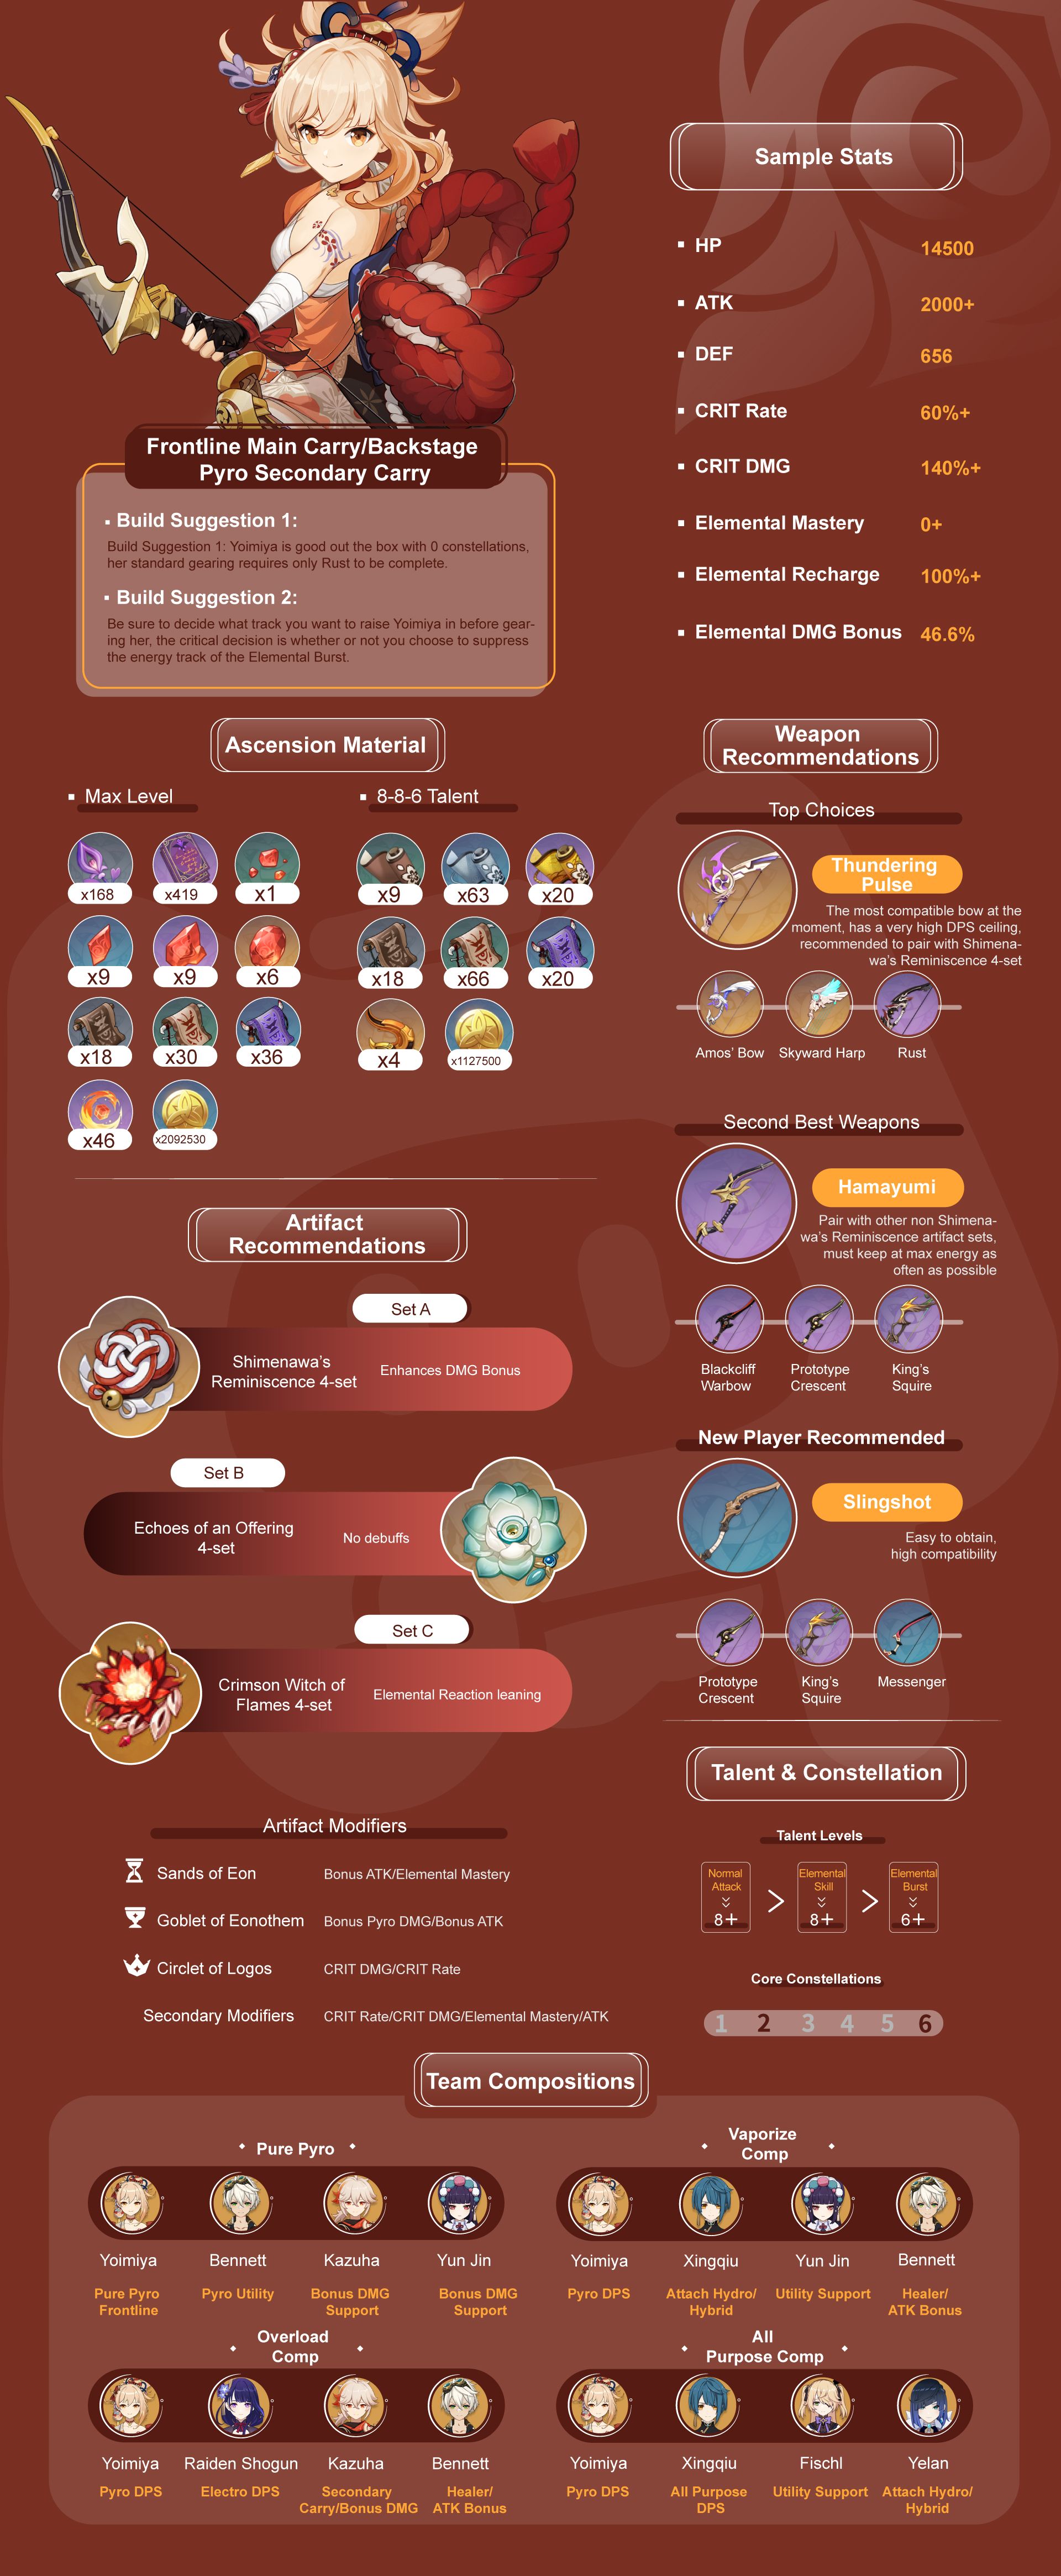 Sample Stats
HP 14500
ATK 2000+
DEF 656
CRIT Rate 60%+
CRIT DMG 140%+
Elemental Mastery 0+
Elemental Recharge 100%+
Elemental DMG Bonus 46.6%
Frontline Main Carry/Backstage
Pyro Secondary Carry
Build Suggestion 1:
Build Suggestion 1: Yoimiya is good out the box with 0 constellations,
her standard gearing requires only Rust to be complete.
Build Suggestion 2:
Be sure to decide what track you want to raise Yoimiya in before gear-
ing her, the critical decision is whether or not you choose to suppress
the energy track of the Elemental Burst.
Ascension Material
Max Level
x168 x419 x1
x9 x9 x6
x18 x30 x36
x46 x2092530
8-8-6 Talent
x9 x63 x20
x18 x66 x20
x4 x1127500
Weapon
Recommendations
Top Choices
Thundering
Pulse
The most compatible bow at the
moment, has a very high DPS ceiling,
recommended to pair with Shimena-
wa's Reminiscence 4-set
Amos' Bow Skyward Harp Rust
Second Best Weapons
Hamayumi
Pair with other non Shimena-
wa's Reminiscence artifact sets,
must keep at max energy as
often as possible
Blackcliff Prototype King's
Warbow Crescent Squire
New Player Recommended
Slingshot
Easy to obtain,
high compatibility
Prototype King's Messenger
Crescent Squire
Artifact
Recommendations
Set A
Shimenawa's
Reminiscence 4-set
Enhances DMG Bonus
Set B
Echoes of an Offering
4-set
No debuffs
Set C
Crimson Witch of
Flames 4-set
Elemental Reaction leaning
Artifact Modifiers
Sands of Eon Bonus ATK/Elemental Mastery
Goblet of Eonothem Bonus Pyro DMG/Bonus ATK
Circlet of Logos CRIT DMG/CRIT Rate
Secondary Modifiers CRIT Rate/CRIT DMG/Elemental Mastery/ATK
Talent & Constellation
Talent Levels
Normal Elemental Elemental
Attack Skill Burst
8+ > 8+ > 6+
Core Constellations
1 2 3 4 5 6
Team Compositions
Pure Pyro
Yoimiya Bennett Kazuha Yun Jin
Pure Pyro Pyro Utility Bonus DMG Bonus DMG
Frontline Support Support
Vaporize
Comp
Yoimiya Xingqiu Yun Jin Bennett
Pyro DPS Attach Hydro/ Utility Support Healer/
Hybrid ATK Bonus
Overload
Comp
Yoimiya Raiden Shogun Kazuha Bennett
Pyro DPS Electro DPS Secondary Healer/
Carry/Bonus DMG ATK Bonus
All
Purpose Comp
Yoimiya Xingqiu Fischl Yelan
Pyro DPS All Purpose Utility Support Attach Hydro/
DPS Hybrid